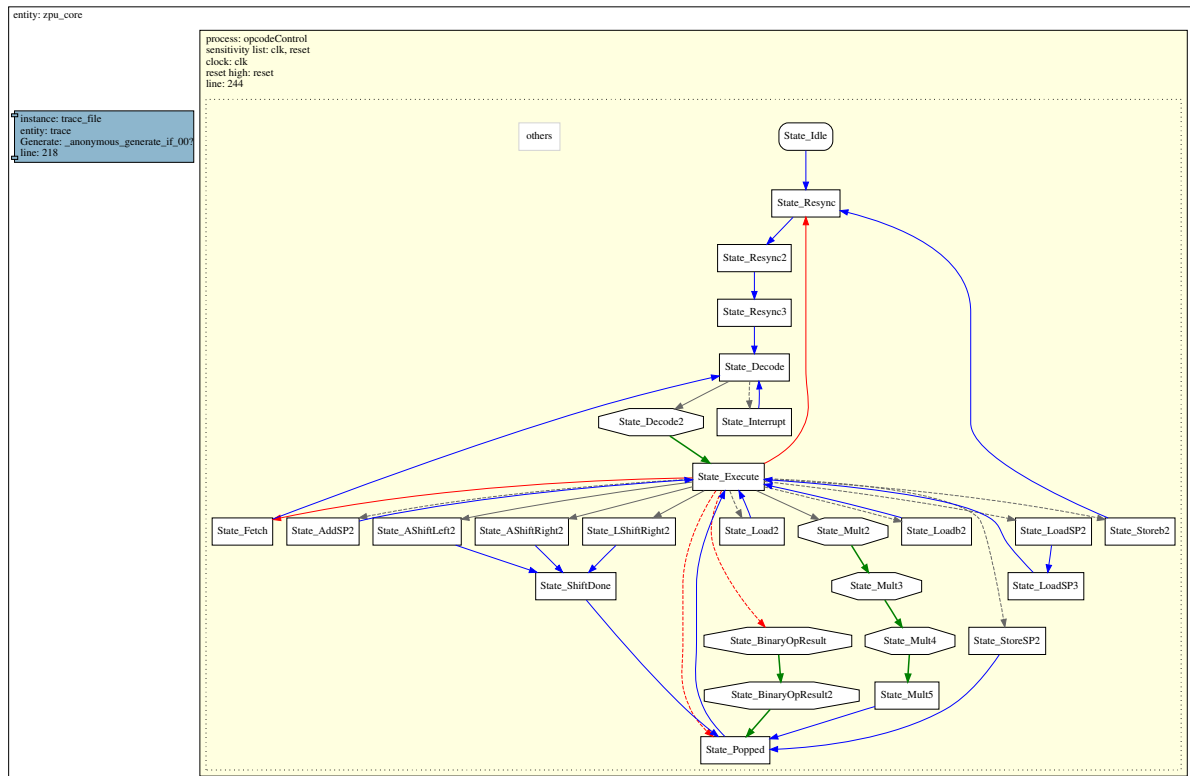 entity: zpu_core
process: opcodeControl
sensitivity list: clk, reset
clock: clk
reset high: reset
line: 244
instance: trace_file
entity: trace
Generate: _anonymous_generate_if_00?
line: 218
others
State_Idle
State_Resync
State_Resync2
State_Resync3
State_Decode
State_Decode2
State_Interrupt
State_Execute
State_Fetch
State_AddSP2
State_AShiftLeft2
State_AShiftRight2
State_LShiftRight2
State_Load2
State_Mult2
State_Loadb2
State_LoadSP2
State_Storeb2
State_ShiftDone
State_Mult3
State_LoadSP3
State_BinaryOpResult
State_Mult4
State_StoreSP2
State_BinaryOpResult2
State_Mult5
State_Popped